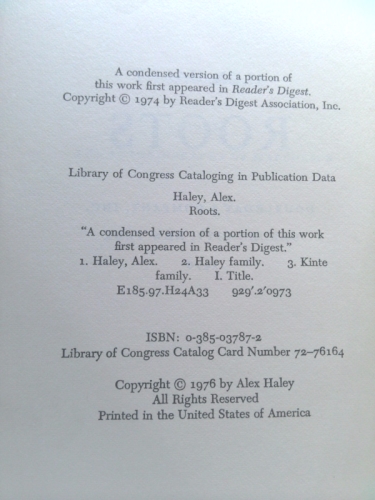 A condensed version of a portion of
this work first appeared in Reader's Digest.
Copyright © 1974 by Reader's Digest Association, Inc.
Library of Congress Cataloging in Publication Data
Haley, Alex.
Roots.
"A condensed version of a portion of this work
first appeared in Reader's Digest."
1. Haley, Alex. 2. Haley family. 3. Kinte
family. I. Title.
E185.97.H24A33 929'.2'0973
ISBN: 0-385-03787-2
Library of Congress Catalog Card Number 72-76164
Copyright © 1976 by Alex Haley
All Rights Reserved
Printed in the United States of America